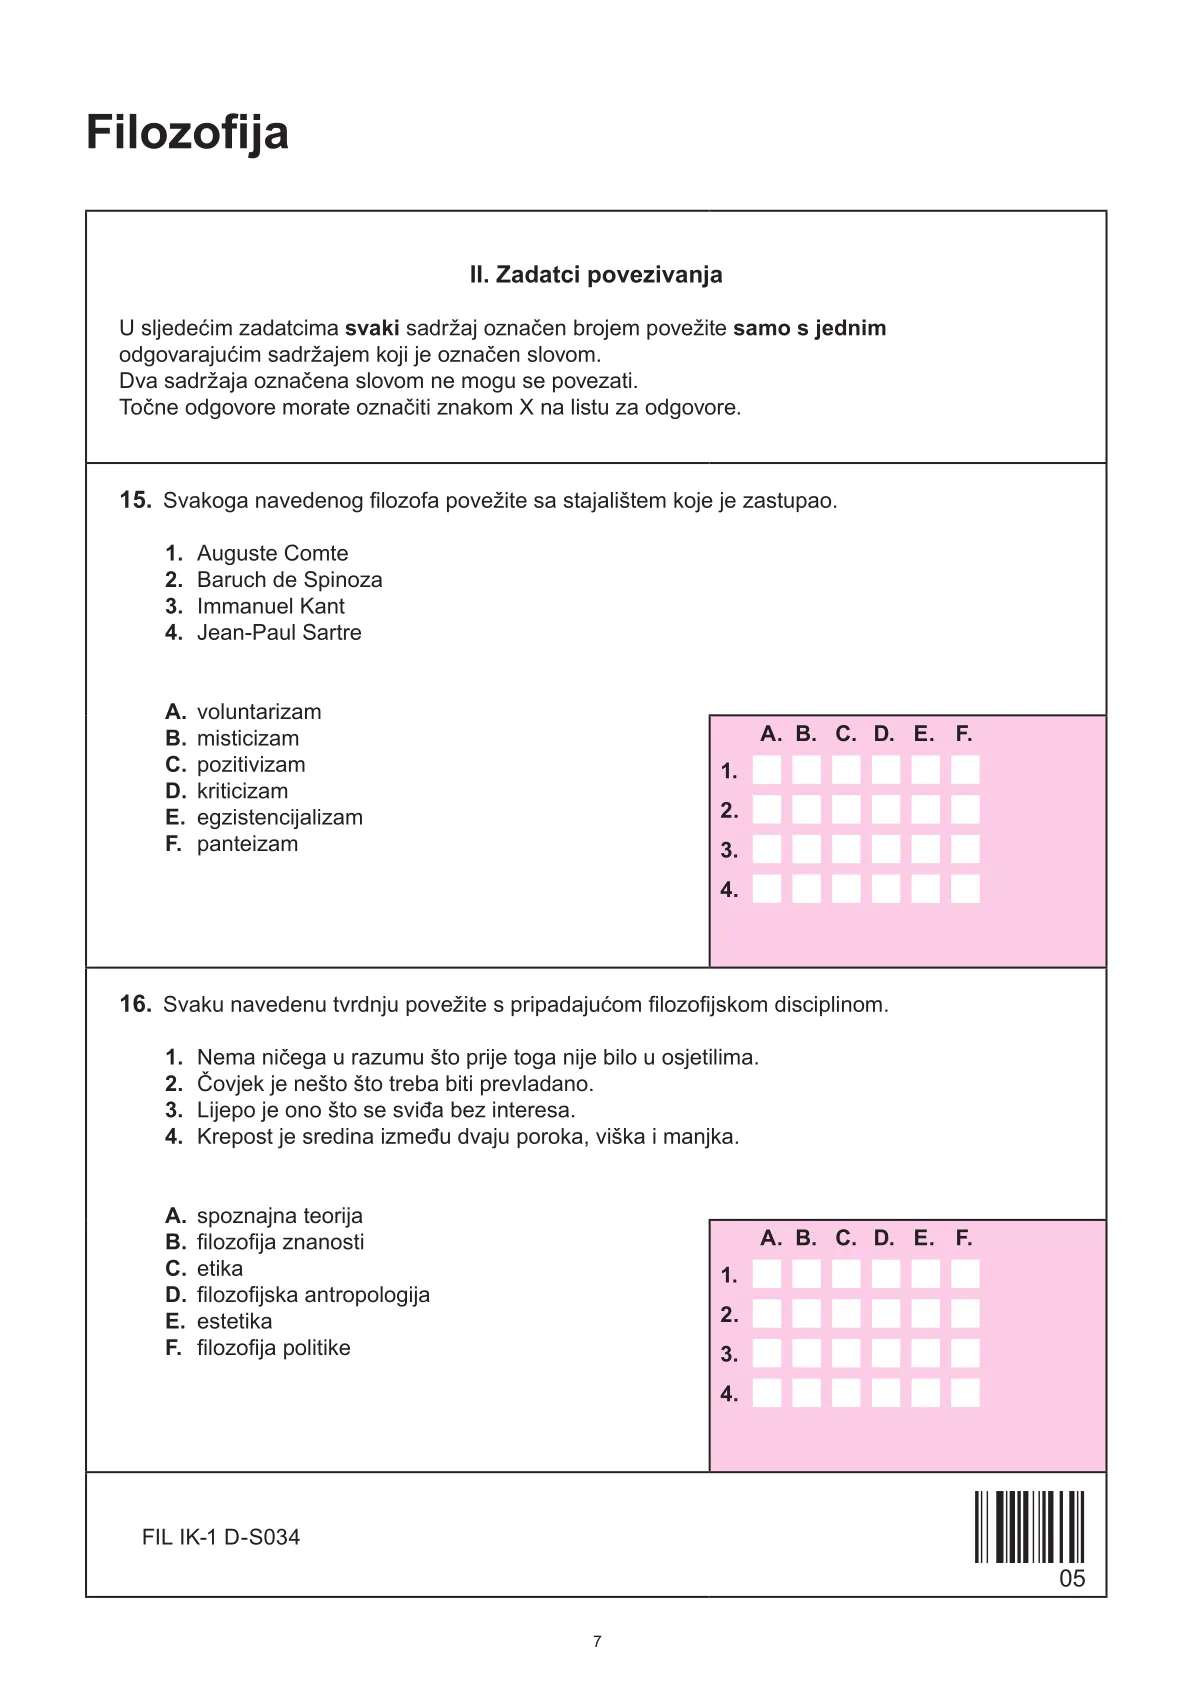 Filozofija
II. Zadatci povezivanja
U sljedećim zadatcima svaki sadržaj označen brojem povežite samo s jednim
odgovarajućim sadržajem koji je označen slovom.
Dva sadržaja označena slovom ne mogu se povezati.
Točne odgovore morate označiti znakom X na listu za odgovore.
15. Svakoga navedenog filozofa povežite sa stajalištem koje je zastupao.
1. Auguste Comte
2. Baruch de Spinoza
3. Immanuel Kant
4. Jean-Paul Sartre
A. voluntarizam
B. misticizam
C. pozitivizam
D. kriticizam
E. egzistencijalizam
F. panteizam
A. B. C. D. E. F.
1.
2.
3.
4.
16. Svaku navedenu tvrdnju povežite s pripadajućom filozofijskom disciplinom.
1. Nema ničega u razumu što prije toga nije bilo u osjetilima.
2. Čovjek je nešto što treba biti prevladano.
3. Lijepo je ono što se sviđa bez interesa.
4. Krepost je sredina između dvaju poroka, viška i manjka.
A. spoznajna teorija
B. filozofija znanosti
C. etika
D. filozofijska antropologija
E. estetika
F. filozofija politike
A. B. C. D. E. F.
1.
2.
3.
4.
FIL IK-1 D-S034
05
7